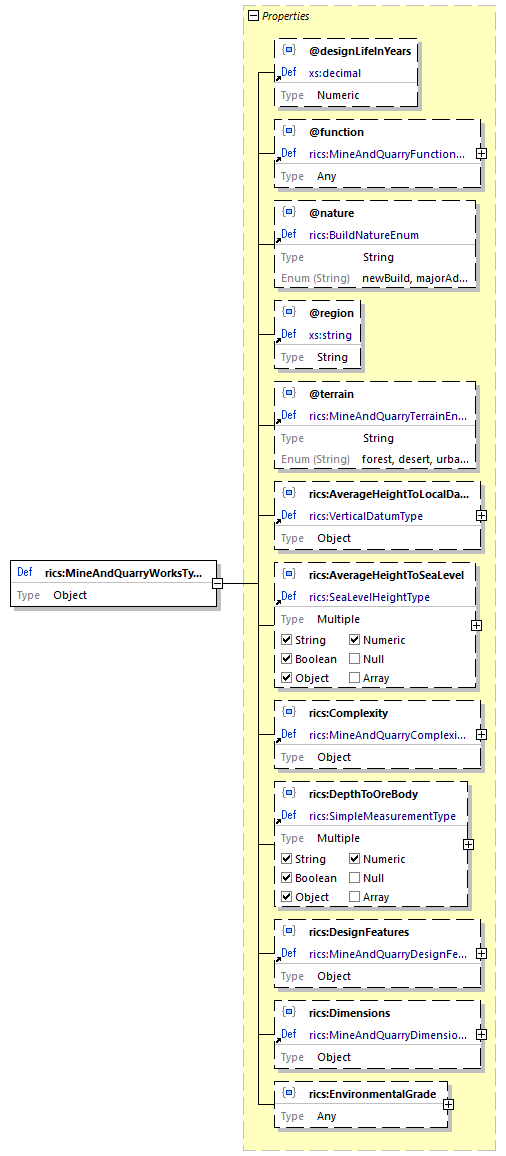 Properties
@designLifeInYears
Def xs:decimal
Type Numeric
@function
Def rics:MineAndQuarryFunction...
Type Any
@nature
Def rics:BuildNatureEnum
Type String
Enum (String) newBuild, majorAd...
@region
Def xs:string
Type String
@terrain
Def rics:MineAndQuarryTerrainEn...
Type String
Enum (String) forest, desert, urba...
rics:AverageHeightToLocalDa...
Def rics:VerticalDatumType
Type Object
Def rics:MineAndQuarryWorksTy...
Type Object
rics:AverageHeightToSeaLevel
Def rics:SeaLevelHeightType
Type Multiple
String Numeric
Boolean Null
Object Array
rics:Complexity
Def rics:MineAndQuarryComplexi...
Type Object
rics:DepthToOreBody
Def rics:SimpleMeasurementType
Type Multiple
String Numeric
Boolean Null
Object Array
rics:DesignFeatures
Def rics:MineAndQuarryDesignFe...
Type Object
rics:Dimensions
Def rics:MineAndQuarryDimensio...
Type Object
rics:EnvironmentalGrade
Type Any